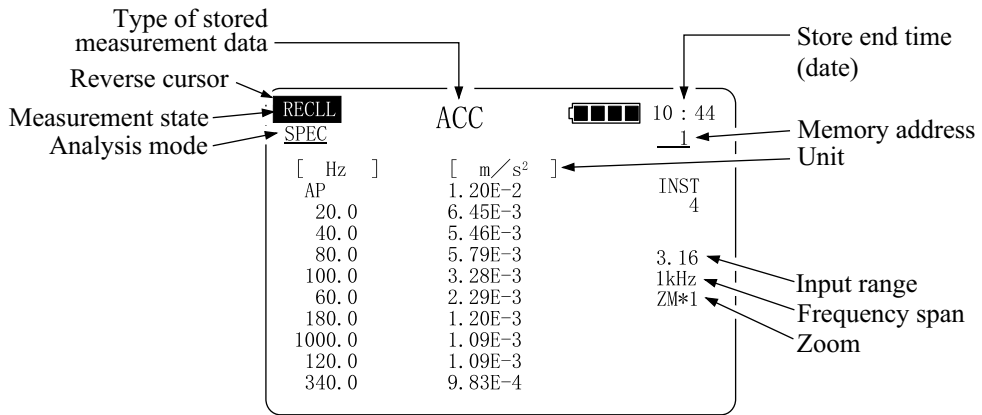 Type of stored
measurement data
Reverse cursor
Measurement state
Analysis mode
Store end time
(date)
Memory address
Unit
Input range
Frequency span
Zoom
RECLL ACC 10 : 44
SPEC 1
[ Hz ] [ m/s² ]
AP 1.20E-2 INST
20.0 6.45E-3 4
40.0 5.46E-3
80.0 5.79E-3 3.16
100.0 3.28E-3 1kHz
60.0 2.29E-3 ZM*1
180.0 1.20E-3
1000.0 1.09E-3
120.0 1.09E-3
340.0 9.83E-4